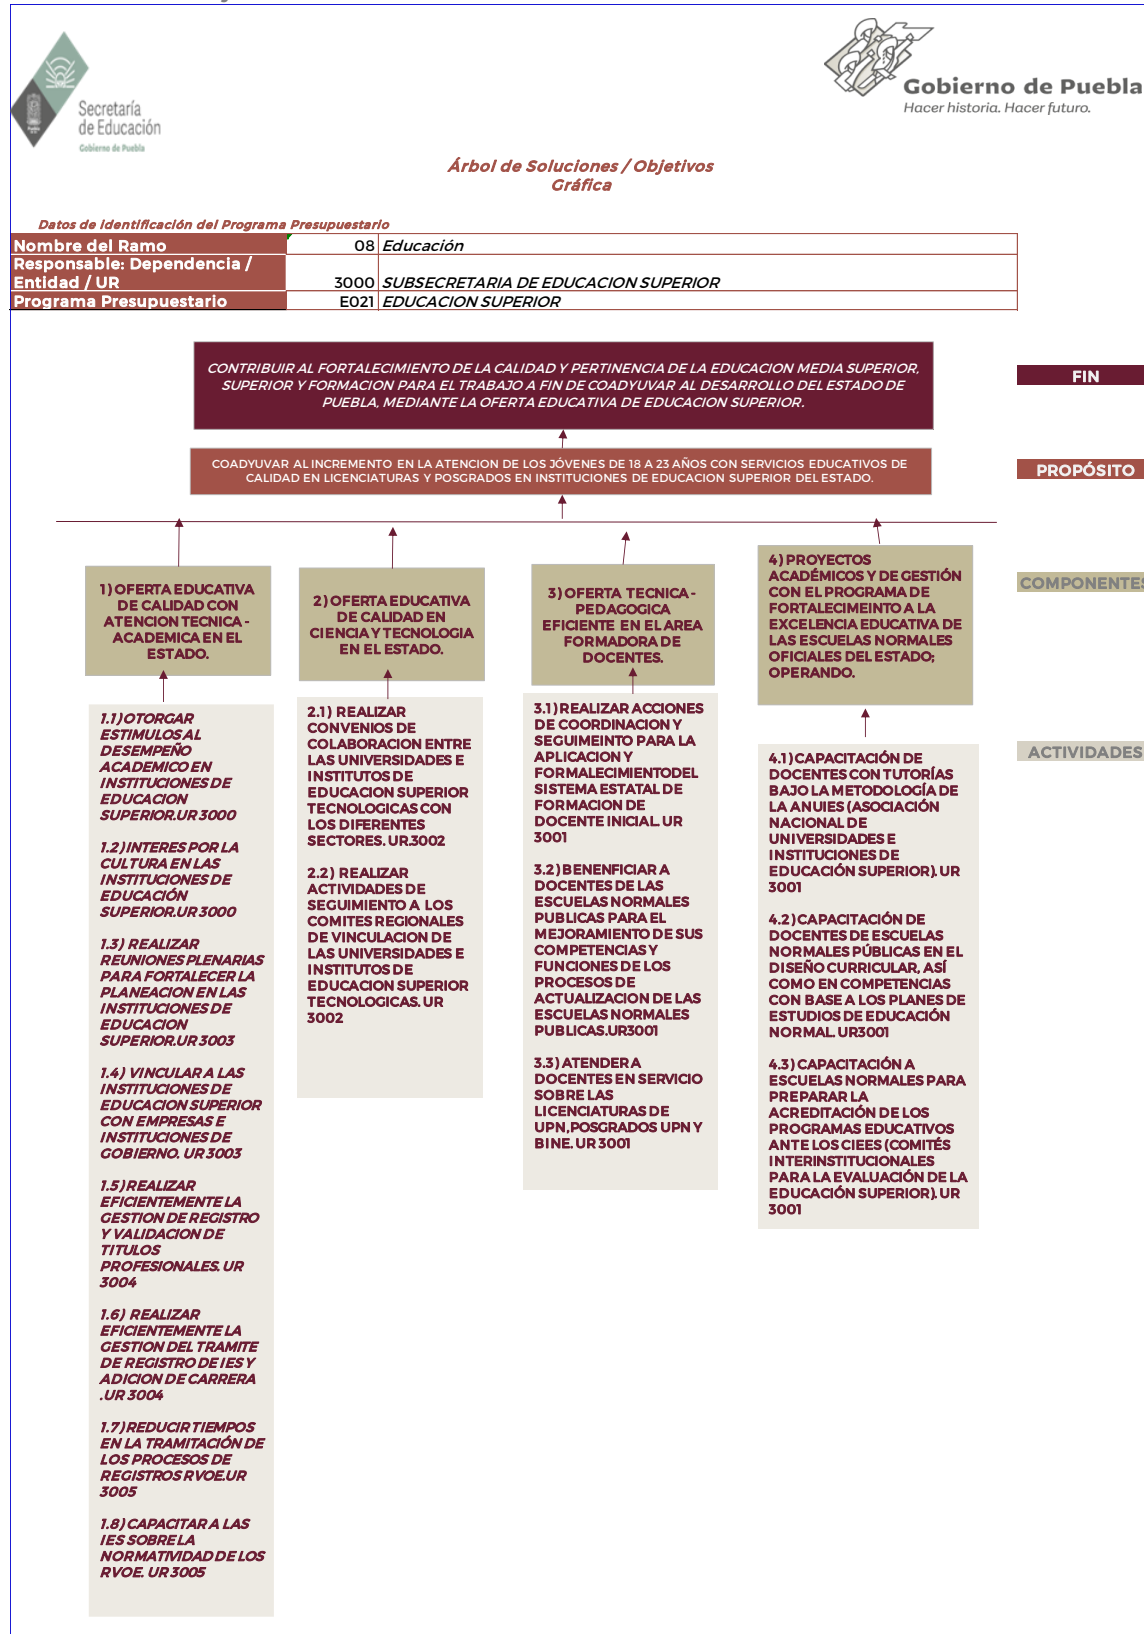 Secretaría
de Educación
Gobierno de Puebla
Puebla
Gobierno de Puebla
Hacer historia. Hacer futuro.
Árbol de Soluciones / Objetivos
Gráfica
Datos de identificación del Programa Presupuestario
Nombre del Ramo 08 Educación
Responsable: Dependencia /
Entidad / UR 3000 SUBSECRETARIA DE EDUCACION SUPERIOR
Programa Presupuestario E021 EDUCACION SUPERIOR
CONTRIBUIR AL FORTALECIMIENTO DE LA CALIDAD Y PERTINENCIA DE LA EDUCACION MEDIA SUPERIOR,
SUPERIOR Y FORMACION PARA EL TRABAJO A FIN DE COADYUVAR AL DESARROLLO DEL ESTADO DE
PUEBLA, MEDIANTE LA OFERTA EDUCATIVA DE EDUCACION SUPERIOR.
FIN
COADYUVAR AL INCREMENTO EN LA ATENCION DE LOS JÓVENES DE 18 A 23 AÑOS CON SERVICIOS EDUCATIVOS DE
CALIDAD EN LICENCIATURAS Y POSGRADOS EN INSTITUCIONES DE EDUCACION SUPERIOR DEL ESTADO.
PROPÓSITO
1) OFERTA EDUCATIVA
DE CALIDAD CON
ATENCION TECNICA -
ACADEMICA EN EL
ESTADO.
2) OFERTA EDUCATIVA
DE CALIDAD EN
CIENCIA Y TECNOLOGIA
EN EL ESTADO.
3) OFERTA TECNICA -
PEDAGOGICA
EFICIENTE EN EL AREA
FORMADORA DE
DOCENTES.
4) PROYECTOS
ACADÉMICOS Y DE GESTIÓN
CON EL PROGRAMA DE
FORTALECIMEINTO A LA
EXCELENCIA EDUCATIVA DE
LAS ESCUELAS NORMALES
OFICIALES DEL ESTADO;
OPERANDO.
COMPONENTES
1.1) OTORGAR
ESTIMULOS AL
DESEMPEÑO
ACADEMICO EN
INSTITUCIONES DE
EDUCACION
SUPERIOR.UR 3000
1.2) INTERES POR LA
CULTURA EN LAS
INSTITUCIONES DE
EDUCACIÓN
SUPERIOR.UR 3000
1.3) REALIZAR
REUNIONES PLENARIAS
PARA FORTALECER LA
PLANEACION EN LAS
INSTITUCIONES DE
EDUCACION
SUPERIOR.UR 3003
1.4) VINCULAR A LAS
INSTITUCIONES DE
EDUCACION SUPERIOR
CON EMPRESAS E
INSTITUCIONES DE
GOBIERNO. UR 3003
1.5) REALIZAR
EFICIENTEMENTE LA
GESTION DE REGISTRO
Y VALIDACION DE
TITULOS
PROFESIONALES. UR
3004
1.6) REALIZAR
EFICIENTEMENTE LA
GESTION DEL TRAMITE
DE REGISTRO DE IES Y
ADICION DE CARRERA
.UR 3004
1.7) REDUCIR TIEMPOS
EN LA TRAMITACIÓN DE
LOS PROCESOS DE
REGISTROS RVOE.UR
3005
1.8) CAPACITAR A LAS
IES SOBRE LA
NORMATIVIDAD DE LOS
RVOE. UR 3005
2.1) REALIZAR
CONVENIOS DE
COLABORACION ENTRE
LAS UNIVERSIDADES E
INSTITUTOS DE
EDUCACION SUPERIOR
TECNOLOGICAS CON
LOS DIFERENTES
SECTORES. UR.3002
2.2) REALIZAR
ACTIVIDADES DE
SEGUIMIENTO A LOS
COMITES REGIONALES
DE VINCULACION DE
LAS UNIVERSIDADES E
INSTITUTOS DE
EDUCACION SUPERIOR
TECNOLOGICAS. UR
3002
3.1) REALIZAR ACCIONES
DE COORDINACION Y
SEGUIMEINTO PARA LA
APLICACION Y
FORMALECIMIENTODEL
SISTEMA ESTATAL DE
FORMACION DE
DOCENTE INICIAL. UR
3001
3.2) BENENFICIAR A
DOCENTES DE LAS
ESCUELAS NORMALES
PUBLICAS PARA EL
MEJORAMIENTO DE SUS
COMPETENCIAS Y
FUNCIONES DE LOS
PROCESOS DE
ACTUALIZACION DE LAS
ESCUELAS NORMALES
PUBLICAS.UR3001
3.3) ATENDER A
DOCENTES EN SERVICIO
SOBRE LAS
LICENCIATURAS DE
UPN,POSGRADOS UPN Y
BINE. UR 3001
4.1) CAPACITACIÓN DE
DOCENTES CON TUTORÍAS
BAJO LA METODOLOGÍA DE
LA ANUIES (ASOCIACIÓN
NACIONAL DE
UNIVERSIDADES E
INSTITUCIONES DE
EDUCACIÓN SUPERIOR). UR
3001
4.2) CAPACITACIÓN DE
DOCENTES DE ESCUELAS
NORMALES PÚBLICAS EN EL
DISEÑO CURRICULAR, ASÍ
COMO EN COMPETENCIAS
CON BASE A LOS PLANES DE
ESTUDIOS DE EDUCACIÓN
NORMAL. UR3001
4.3) CAPACITACIÓN A
ESCUELAS NORMALES PARA
PREPARAR LA
ACREDITACIÓN DE LOS
PROGRAMAS EDUCATIVOS
ANTE LOS CIEES (COMITÉS
INTERINSTITUCIONALES
PARA LA EVALUACIÓN DE LA
EDUCACIÓN SUPERIOR). UR
3001
ACTIVIDADES